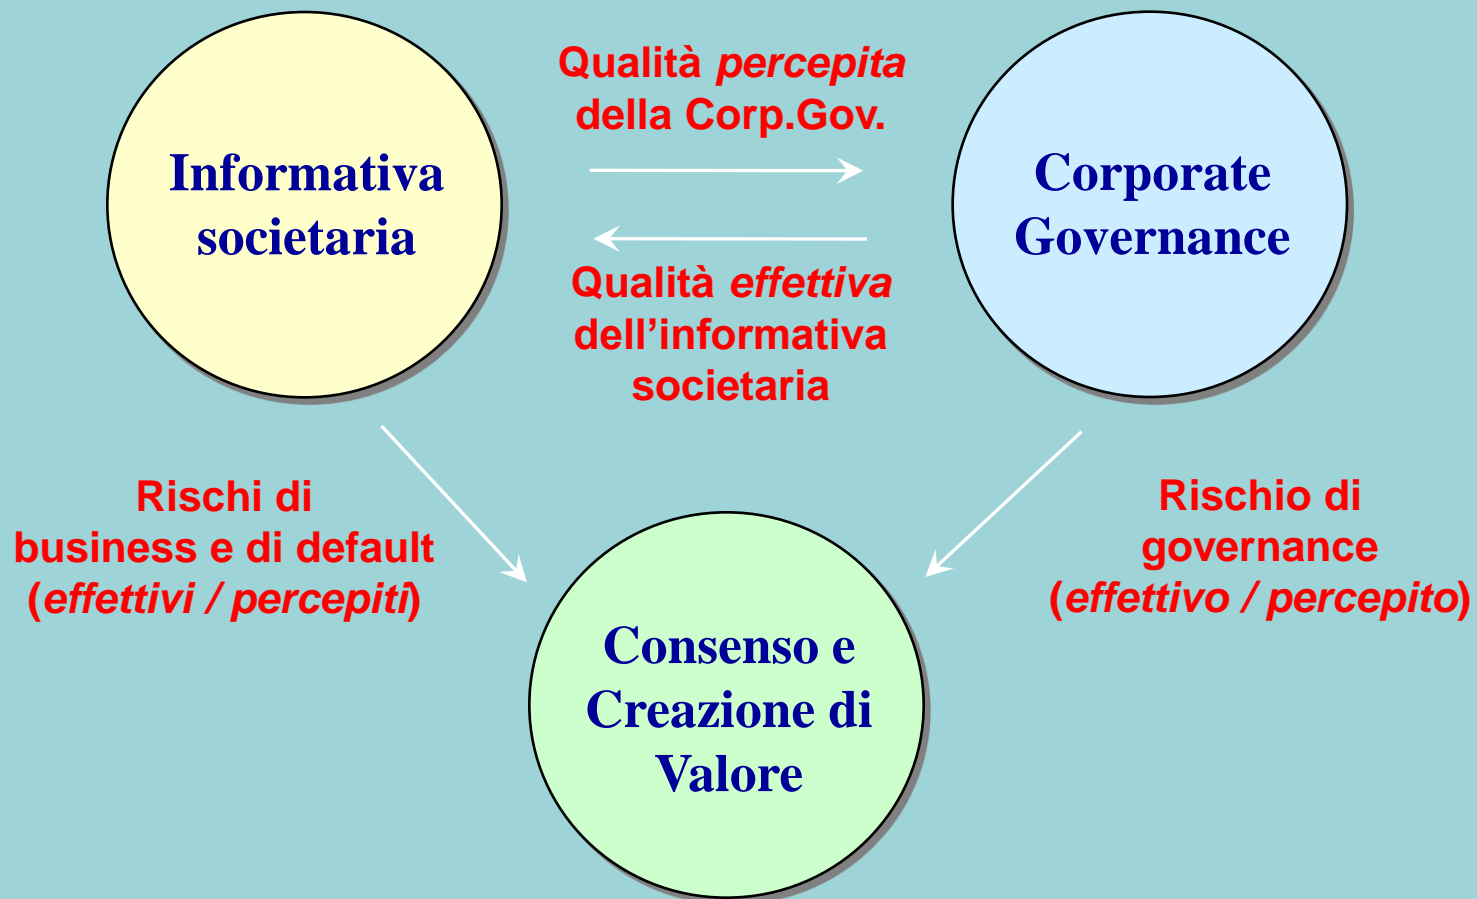 Qualità percepita
della Corp.Gov.
Informativa
societaria
Corporate
Governance
Qualità effettiva
dell’informativa
societaria
Rischi di
business e di default
(effettivi / percepiti)
Rischio di
governance
(effettivo / percepito)
Consenso e
Creazione di
Valore